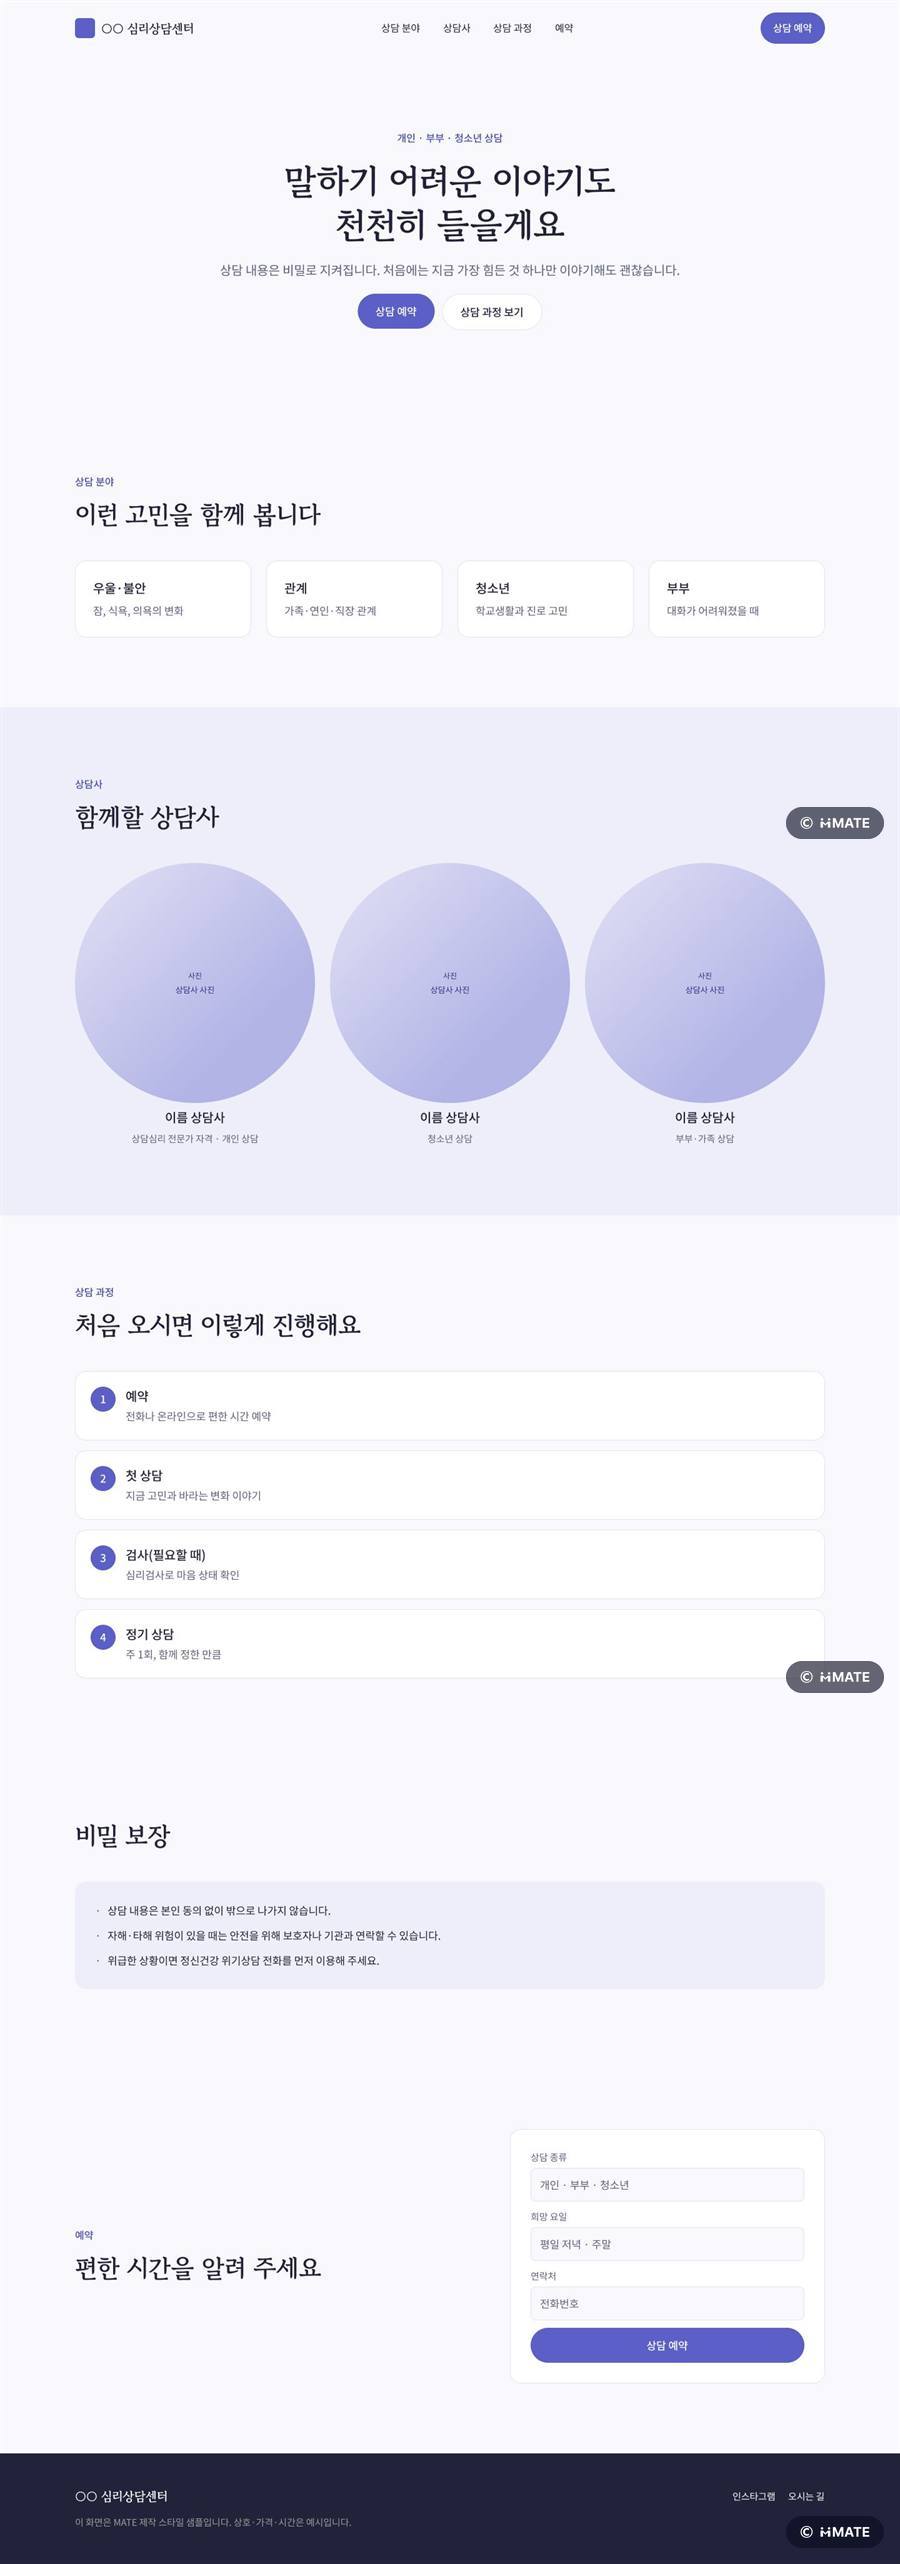 ○○ 심리상담센터
상담 분야
상담사
상담 과정
예약
상담 예약
개인 · 부부 · 청소년 상담
말하기 어려운 이야기도
천천히 들을게요
상담 내용은 비밀로 지켜집니다. 처음에는 지금 가장 힘든 것 하나만 이야기해도 괜찮습니다.
상담 예약
상담 과정 보기
상담 분야
이런 고민을 함께 봅니다
우울·불안
잠, 식욕, 의욕의 변화
관계
가족·연인·직장 관계
청소년
학교생활과 진로 고민
부부
대화가 어려워졌을 때
상담사
함께할 상담사
© MATE
사진
상담사 사진
사진
상담사 사진
사진
상담사 사진
이름 상담사
상담심리 전문가 자격 · 개인 상담
이름 상담사
청소년 상담
이름 상담사
부부·가족 상담
상담 과정
처음 오시면 이렇게 진행해요
1
예약
전화나 온라인으로 편한 시간 예약
2
첫 상담
지금 고민과 바라는 변화 이야기
3
검사(필요할 때)
심리검사로 마음 상태 확인
4
정기 상담
주 1회, 함께 정한 만큼
© MATE
비밀 보장
· 상담 내용은 본인 동의 없이 밖으로 나가지 않습니다.
· 자해·타해 위험이 있을 때는 안전을 위해 보호자나 기관과 연락할 수 있습니다.
· 위급한 상황이면 정신건강 위기상담 전화를 먼저 이용해 주세요.
예약
편한 시간을 알려 주세요
상담 종류
개인 · 부부 · 청소년
희망 요일
평일 저녁 · 주말
연락처
전화번호
상담 예약
○○ 심리상담센터
이 화면은 MATE 제작 스타일 샘플입니다. 상호·가격·시간은 예시입니다.
인스타그램
오시는 길
© MATE